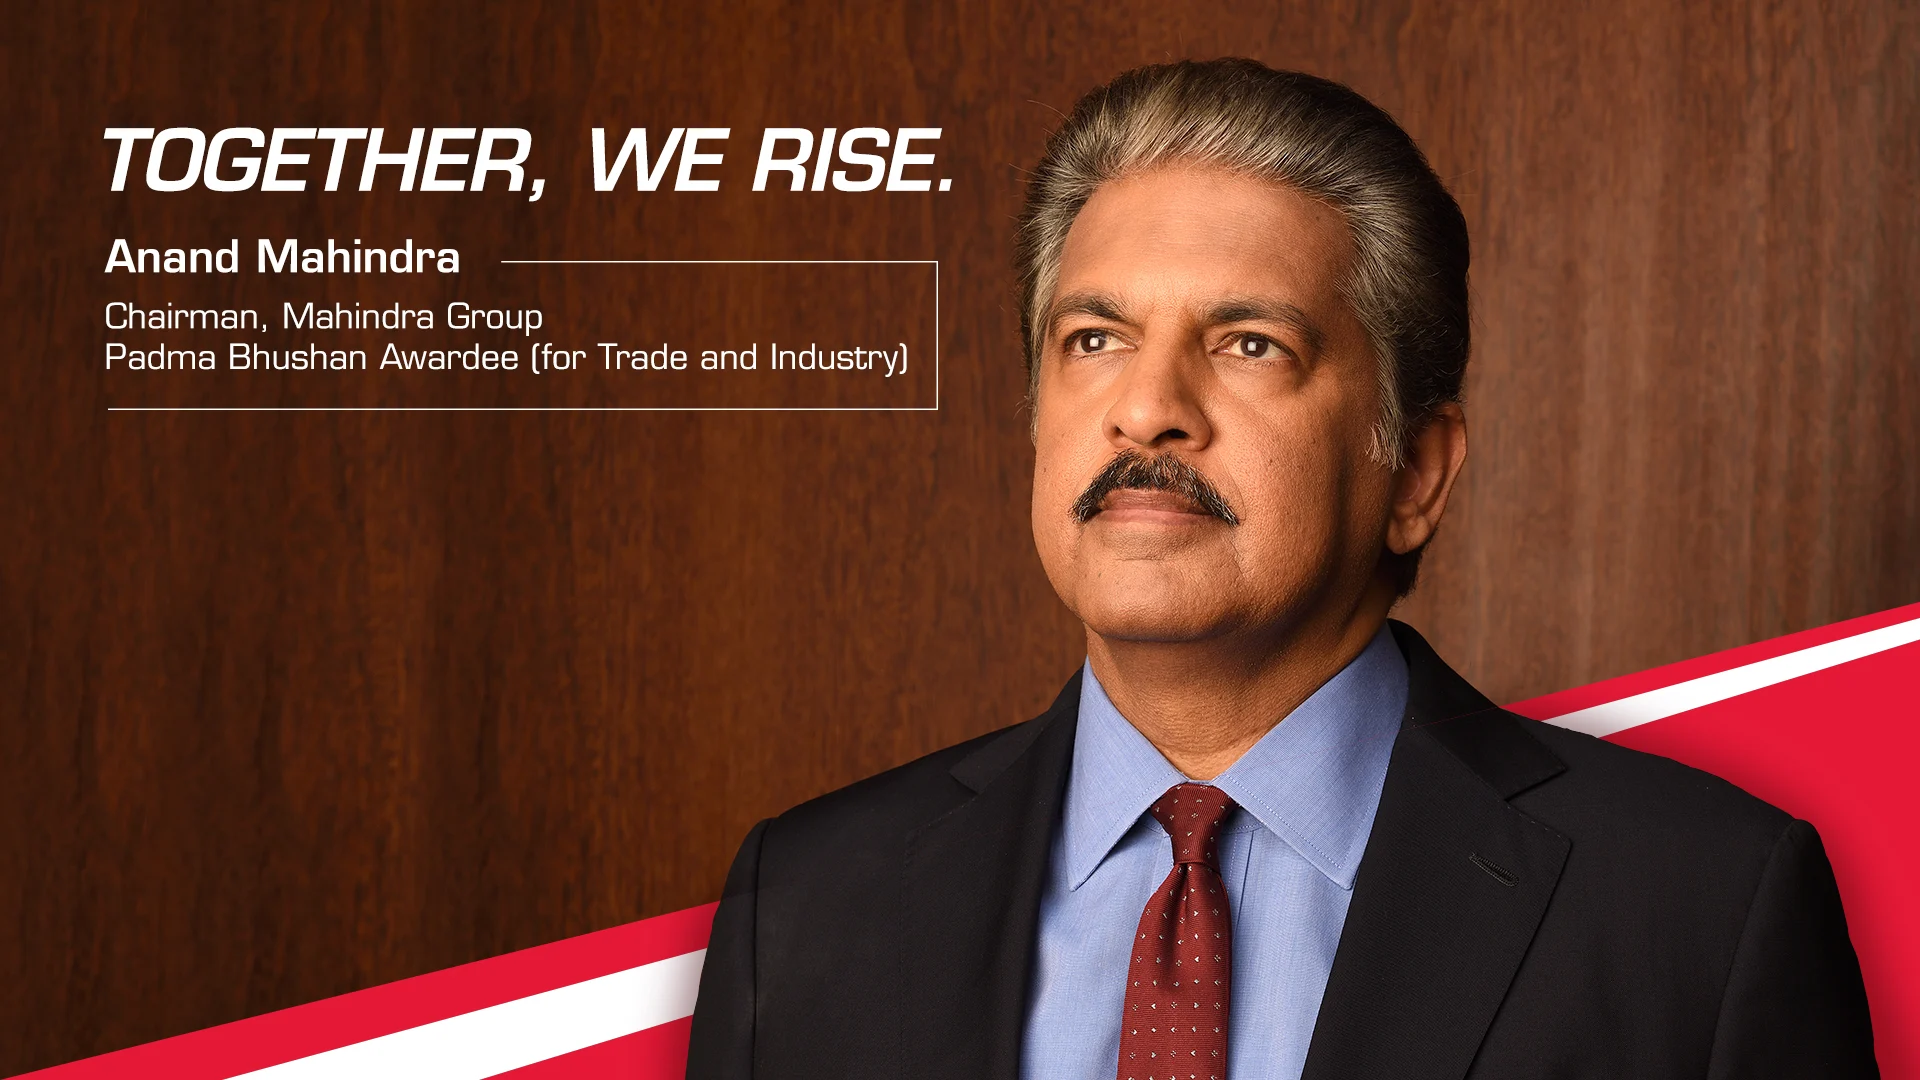 TOGETHER, WE RISE.
Anand Mahindra
Chairman, Mahindra Group
Padma Bhushan Awardee (for Trade and Industry)